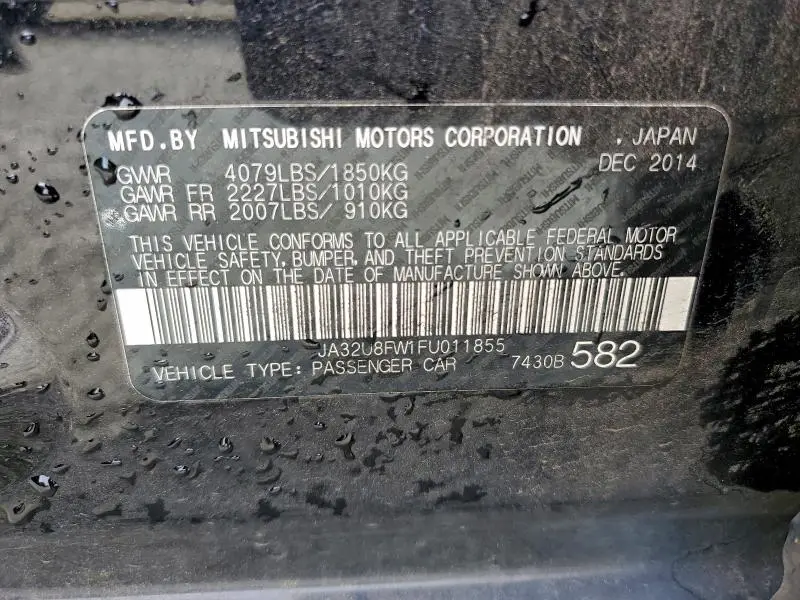 MFD.BY MITSUBISHI MOTORS CORPORATION , JAPAN
DEC 2014
GVWR 4079LBS/1850KG
GAWR FR 2227LBS/1010KG
GAWR RR 2007LBS/ 910KG
THIS VEHICLE CONFORMS TO ALL APPLICABLE FEDERAL MOTOR
VEHICLE SAFETY, BUMPER, AND THEFT PREVENTION STANDARDS
IN EFFECT ON THE DATE OF MANUFACTURE SHOWN ABOVE.
JA32U8FW1FU011855
VEHICLE TYPE: PASSENGER CAR 7430B 582